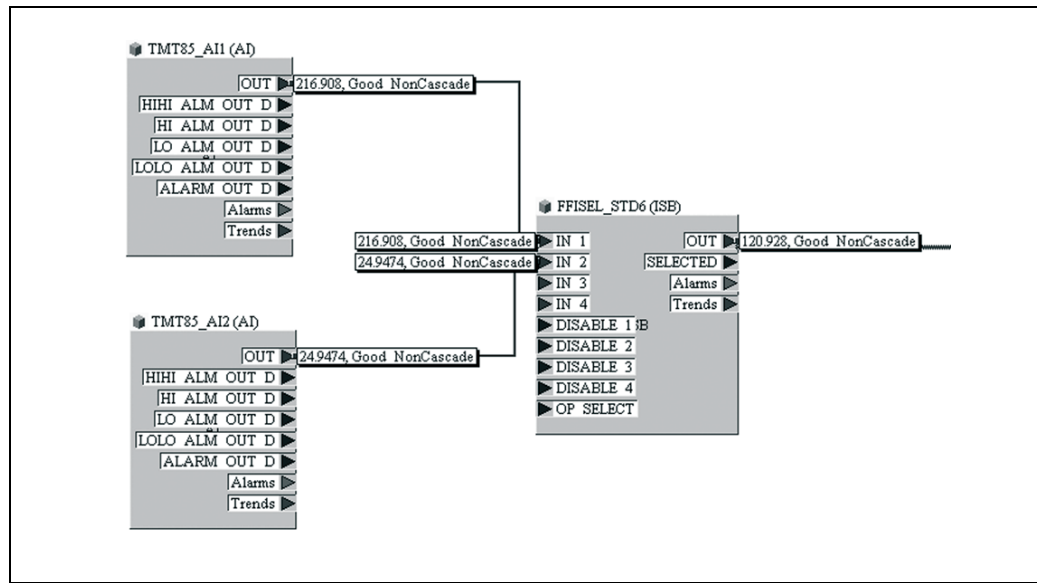 TMT85_AI1 (AI)
OUT
216.908, Good NonCascade
HIHI ALM OUT D
HI ALM OUT D
LO ALM OUT D
LOLO ALM OUT D
ALARM OUT D
Alarms
Trends
FFISEL_STD6 (ISB)
216.908, Good NonCascade
IN 1
OUT
120.928, Good NonCascade
24.9474, Good NonCascade
IN 2
SELECTED
IN 3
Alarms
IN 4
Trends
DISABLE 1
DISABLE 2
DISABLE 3
DISABLE 4
OP SELECT
TMT85_AI2 (AI)
OUT
24.9474, Good NonCascade
HIHI ALM OUT D
HI ALM OUT D
LO ALM OUT D
LOLO ALM OUT D
ALARM OUT D
Alarms
Trends